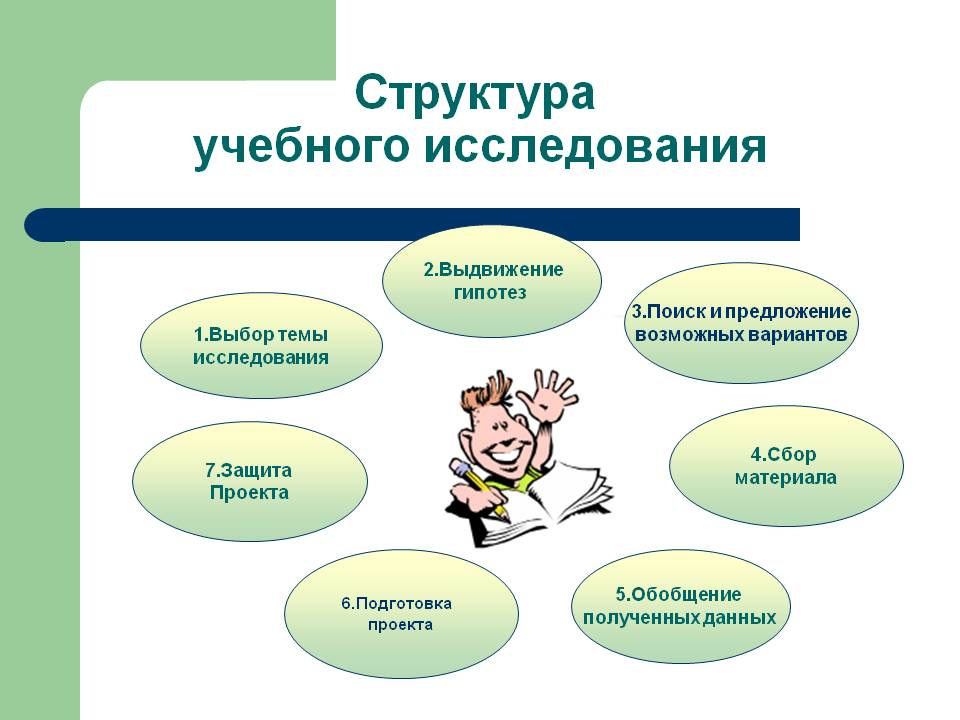 Структура
учебного исследования
1.Выбор темы
исследования
2.Выдвижение
гипотез
3.Поиск и предложение
возможных вариантов
4.Сбор
материала
5.Обобщение
полученных данных
6.Подготовка
проекта
7.Защита
Проекта